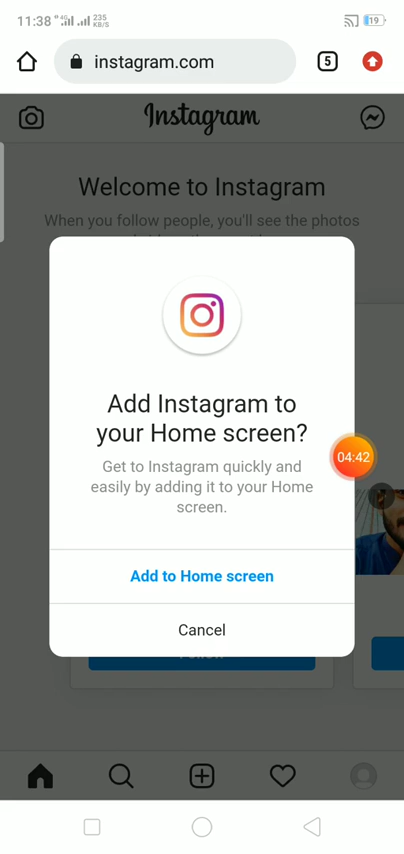 11:38 4G 235 KB/S 19
instagram.com 5
Instagram
Welcome to Instagram
When you follow people, you'll see the photos
Add Instagram to
your Home screen?
Get to Instagram quickly and
easily by adding it to your Home
screen.
04:42
Add to Home screen
Cancel